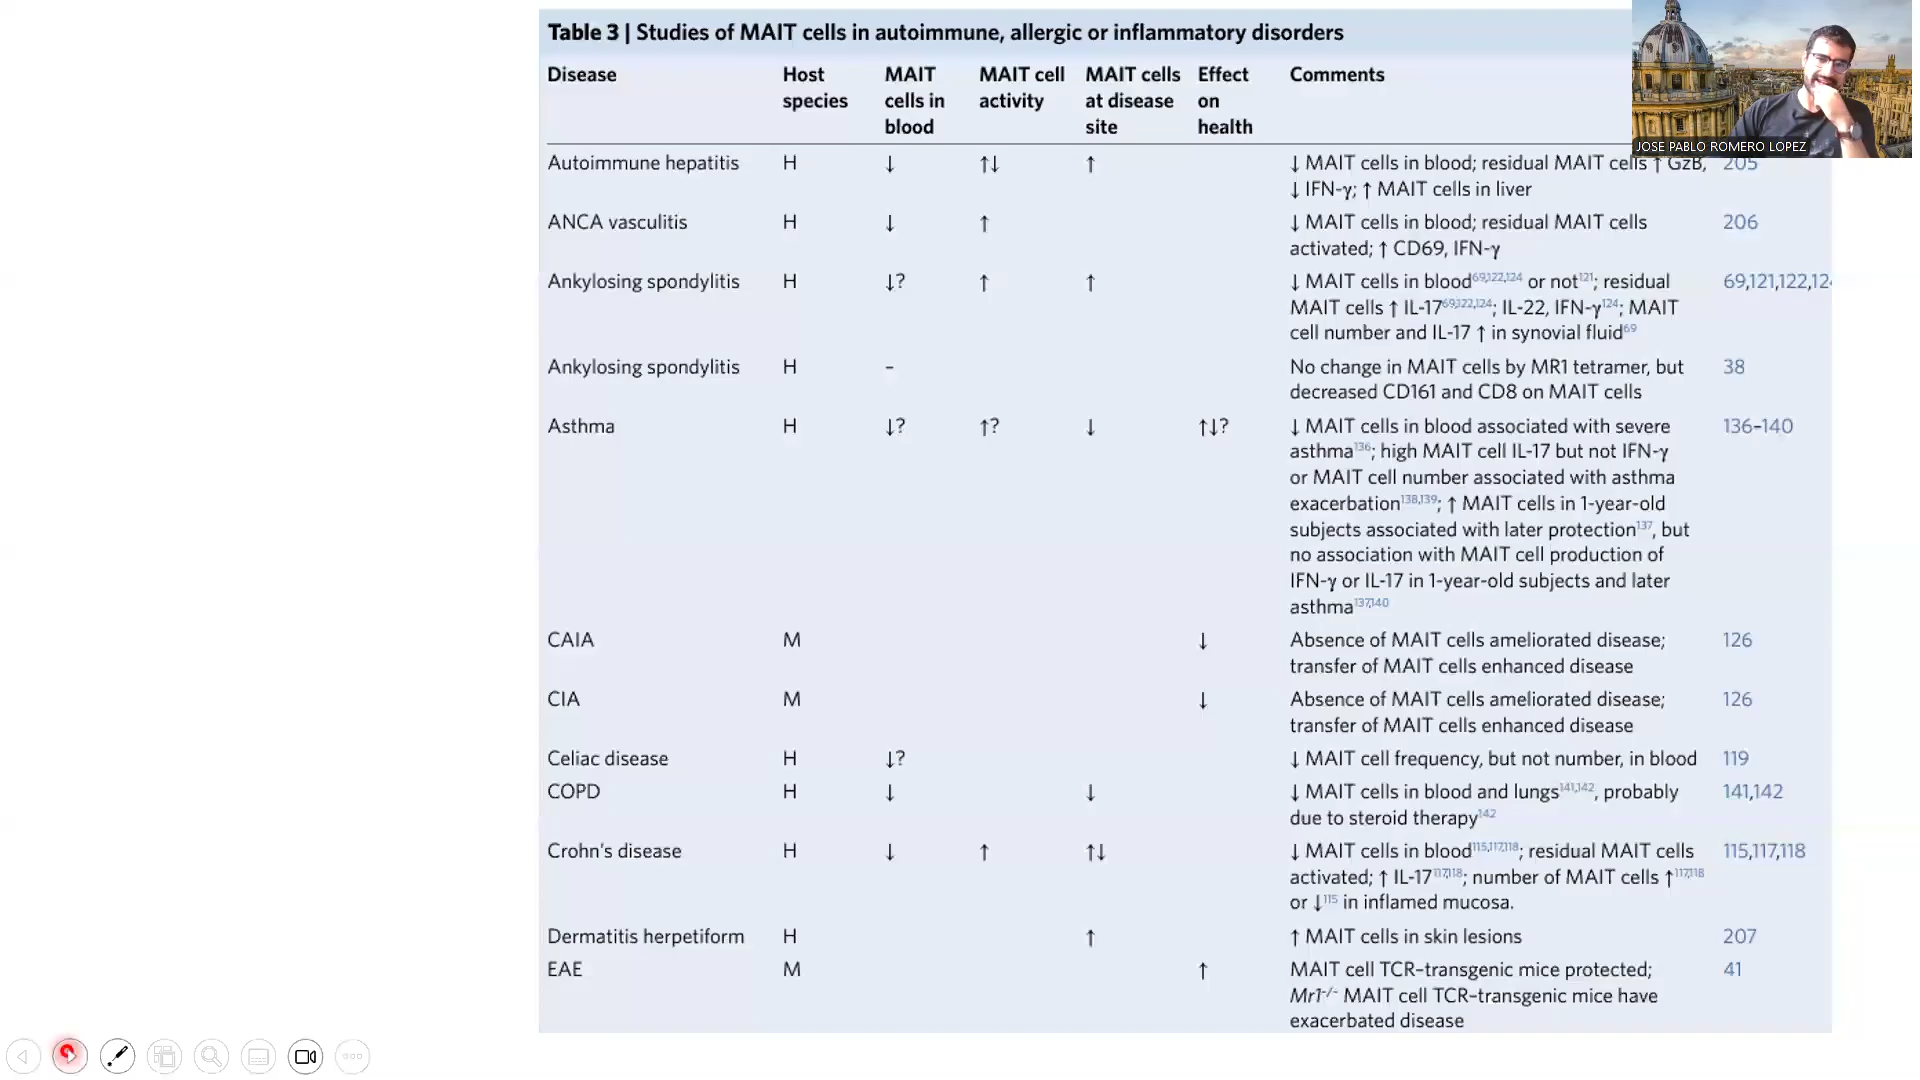 Table 3 | Studies of MAIT cells in autoimmune, allergic or inflammatory disorders
JOSE PABLO ROMERO LOPEZ
Disease Host species MAIT cells in blood MAIT cell activity MAIT cells at disease site Effect on health Comments
Autoimmune hepatitis H ↓ ↑↓ ↑ ↓ MAIT cells in blood; residual MAIT cells ↑ GzB, 205
↓ IFN-γ; ↑ MAIT cells in liver
ANCA vasculitis H ↓ ↑ ↓ MAIT cells in blood; residual MAIT cells 206
activated; ↑ CD69, IFN-γ
Ankylosing spondylitis H ↓? ↑ ↑ ↓ MAIT cells in blood69,122,124 or not121; residual 69,121,122,124
MAIT cells ↑ IL-1769,122,124; IL-22, IFN-γ124; MAIT
cell number and IL-17 ↑ in synovial fluid69
Ankylosing spondylitis H – No change in MAIT cells by MR1 tetramer, but 38
decreased CD161 and CD8 on MAIT cells
Asthma H ↓? ↑? ↓ ↑↓? ↓ MAIT cells in blood associated with severe 136–140
asthma136; high MAIT cell IL-17 but not IFN-γ
or MAIT cell number associated with asthma
exacerbation138,139; ↑ MAIT cells in 1-year-old
subjects associated with later protection137, but
no association with MAIT cell production of
IFN-γ or IL-17 in 1-year-old subjects and later
asthma137,140
CAIA M ↓ Absence of MAIT cells ameliorated disease; 126
transfer of MAIT cells enhanced disease
CIA M ↓ Absence of MAIT cells ameliorated disease; 126
transfer of MAIT cells enhanced disease
Celiac disease H ↓? ↓ MAIT cell frequency, but not number, in blood 119
COPD H ↓ ↓ ↓ MAIT cells in blood and lungs141,142, probably 141,142
due to steroid therapy142
Crohn's disease H ↓ ↑ ↑↓ ↓ MAIT cells in blood115,117,118; residual MAIT cells 115,117,118
activated; ↑ IL-17117,118; number of MAIT cells ↑117,118
or ↓115 in inflamed mucosa.
Dermatitis herpetiform H ↑ ↑ MAIT cells in skin lesions 207
EAE M ↑ MAIT cell TCR–transgenic mice protected; 41
Mr1-/- MAIT cell TCR–transgenic mice have
exacerbated disease